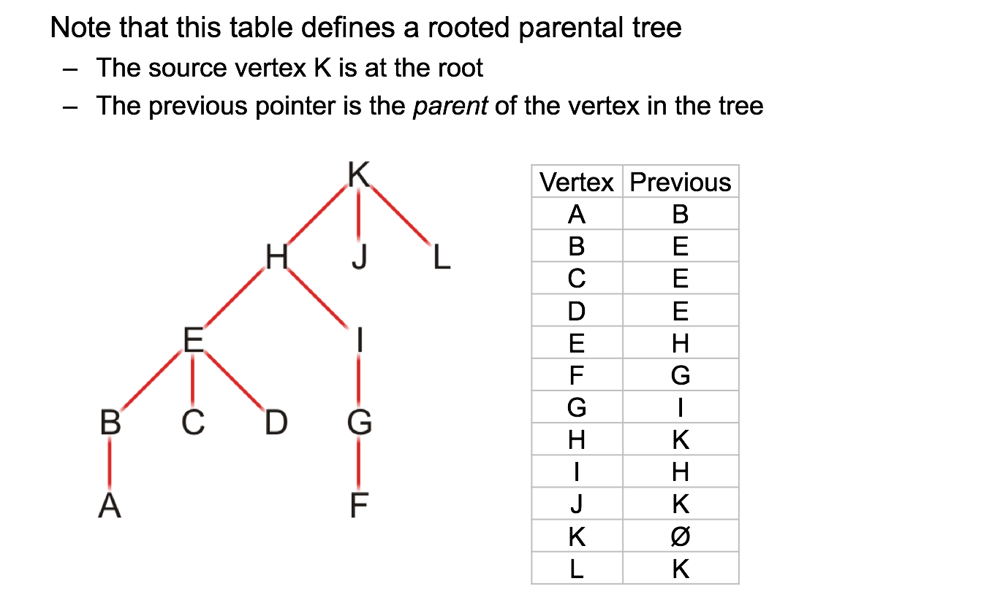 Note that this table defines a rooted parental tree
– The source vertex K is at the root
– The previous pointer is the parent of the vertex in the tree
K
H J L
E I
B C D G
A F
Vertex Previous
A B
B E
C E
D E
E H
F G
G I
H K
I H
J K
K Ø
L K